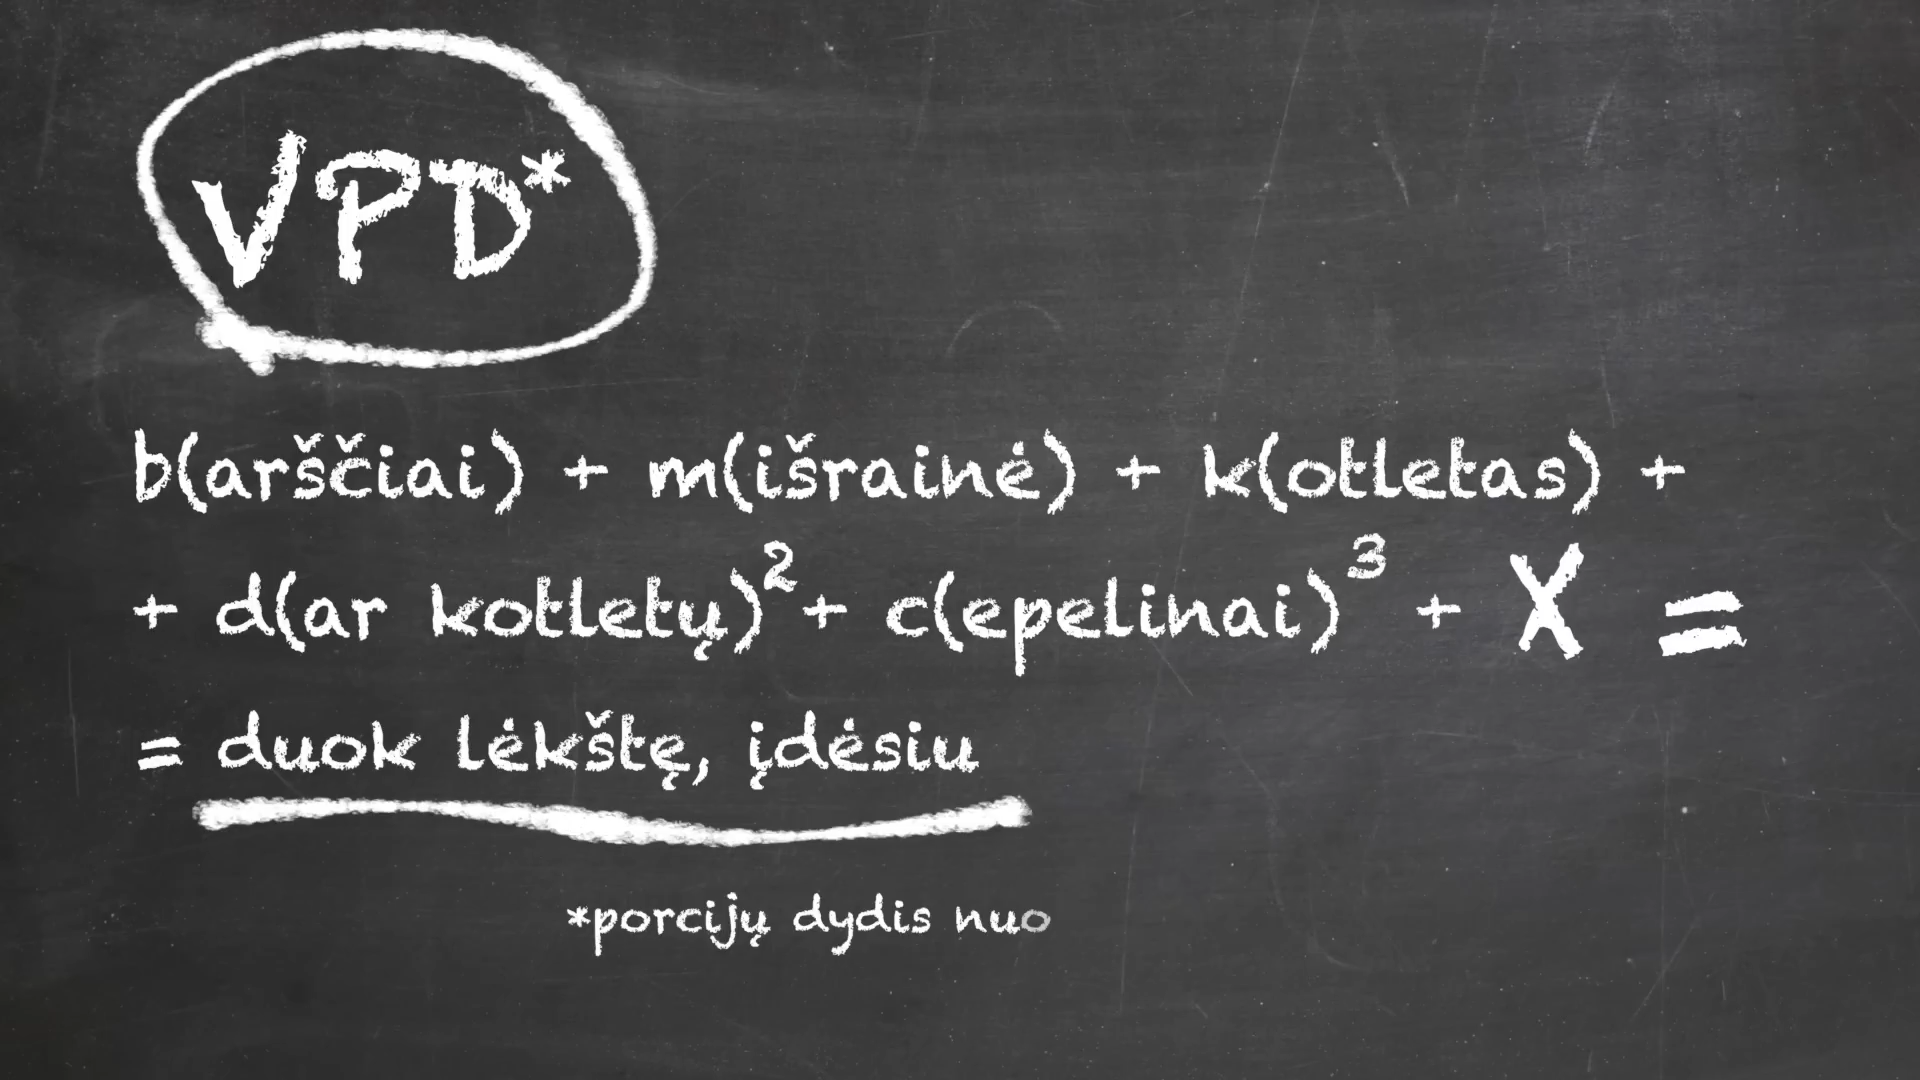 VPD*
b(arščiai) + m(išrainė) + k(otletas) +
+ d(ar kotletų)² + c(epelinai)³ + X =
= duok lėkštę, įdėsiu
*porcijų dydis nuo